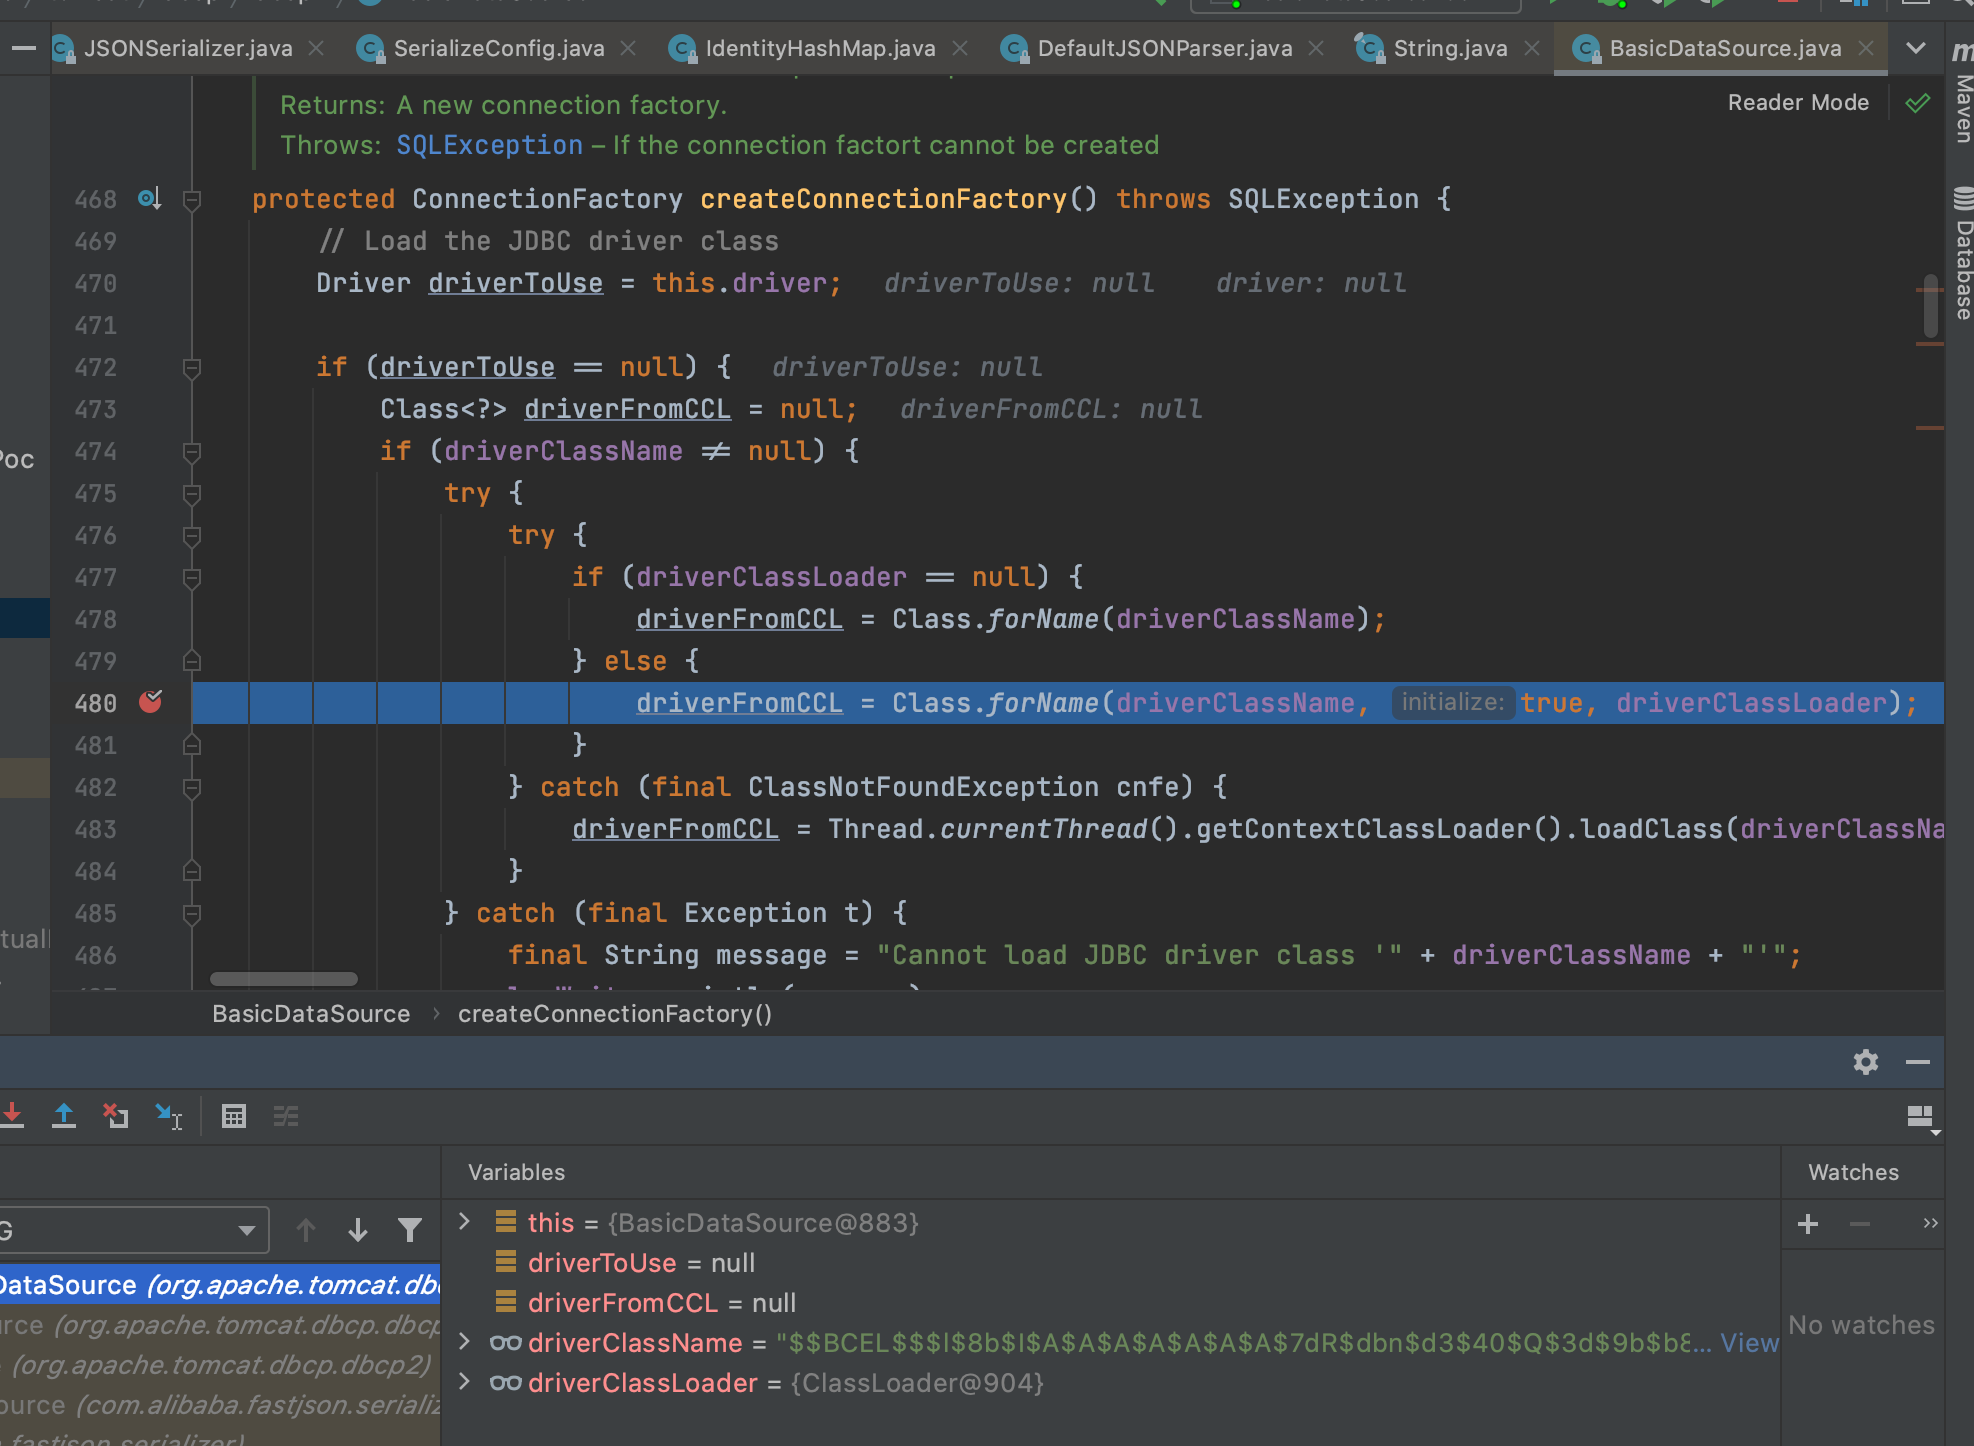 JSONSerializer.java
SerializeConfig.java
IdentityHashMap.java
DefaultJSONParser.java
String.java
BasicDataSource.java
Returns: A new connection factory.
Reader Mode
Throws: SQLException – If the connection factort cannot be created
468 protected ConnectionFactory createConnectionFactory() throws SQLException {
469 // Load the JDBC driver class
470 Driver driverToUse = this.driver; driverToUse: null driver: null
471
472 if (driverToUse == null) { driverToUse: null
473 Class<?> driverFromCCL = null; driverFromCCL: null
474 if (driverClassName != null) {
475 try {
476 try {
477 if (driverClassLoader == null) {
478 driverFromCCL = Class.forName(driverClassName);
479 } else {
480 driverFromCCL = Class.forName(driverClassName, initialize: true, driverClassLoader);
481 }
482 } catch (final ClassNotFoundException cnfe) {
483 driverFromCCL = Thread.currentThread().getContextClassLoader().loadClass(driverClassNa
484 }
485 } catch (final Exception t) {
486 final String message = "Cannot load JDBC driver class '" + driverClassName + "'";
Poc
tuall
Maven
Database
BasicDataSource › createConnectionFactory()
Variables
Watches
G
this = {BasicDataSource@883}
driverToUse = null
driverFromCCL = null
driverClassName = "$$BCEL$$$l$8b$I$A$A$A$A$A$A$A$7dR$dbn$d3$40$Q$3d$9b$b8... View
driverClassLoader = {ClassLoader@904}
No watches
DataSource (org.apache.tomcat.dbc
urce (org.apache.tomcat.dbcp.dbcp
(org.apache.tomcat.dbcp.dbcp2)
ource (com.alibaba.fastjson.serializ
.fastjson.serializer)